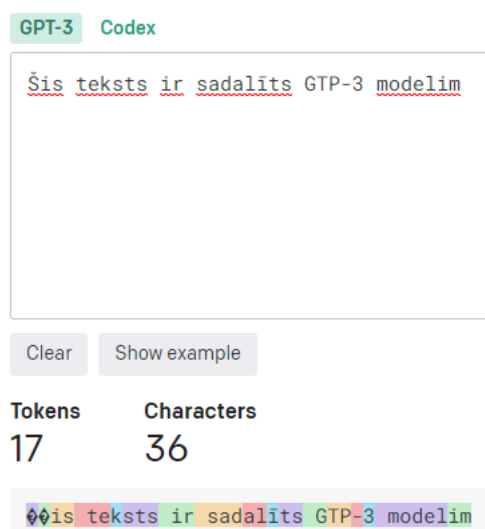 GPT-3 Codex
Šis teksts ir sadalīts GTP-3 modelim
Clear Show example
Tokens Characters
17 36
��is teksts ir sadalīts GTP-3 modelim